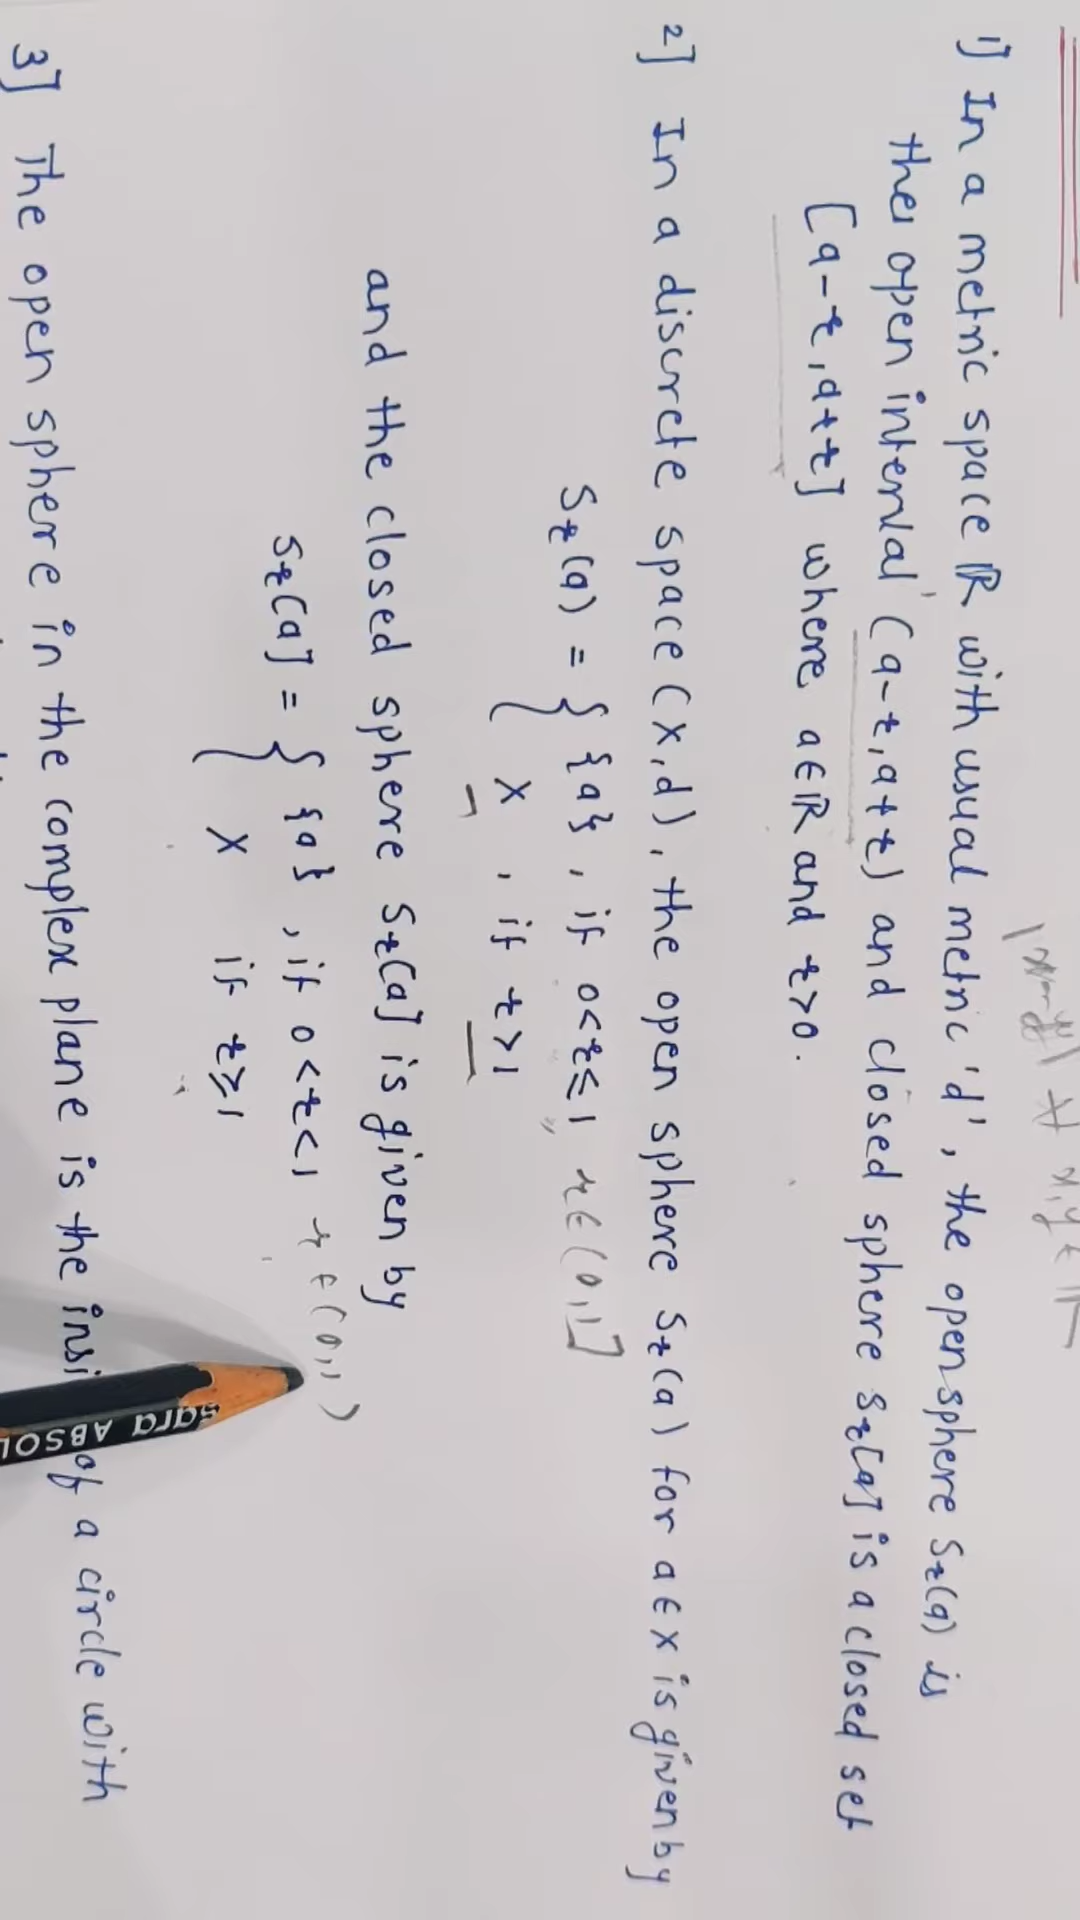 |x-y| ∀ x,y ∈ 
1] In a metric space ℝ with usual metric 'd', the open sphere Sr(a) is
the open interval (a-r, a+r) and closed sphere Sr[a] is a closed set
[a-r, a+r] where a∈ℝ and r>0.
2] In a discrete space (X,d), the open sphere Sr(a) for a∈X is given by
Sr(a) = { {a}, if 0<r≤1 r∈(0,1]
X, if r>1
and the closed sphere Sr[a] is given by
Sr[a] = { {a}, if 0<r<1 r∈(0,1)
X if r≥1
3] The open sphere in the complex plane is the insi of a circle with
sara ABSOL